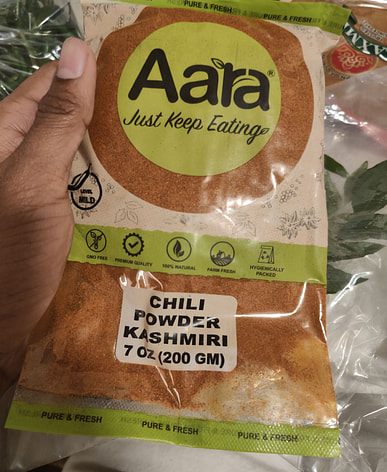 PURE & FRESH
PURE & FRESH
Aara®
Just Keep Eating
LEVEL
MILD
GMO FREE
PREMIUM QUALITY
100% NATURAL
FARM FRESH
HYGIENICALLY
PACKED
CHILI
POWDER
KASHMIRI
7 OZ.(200 GM)
PURE & FRESH
PURE & FRESH
PURE & FRESH